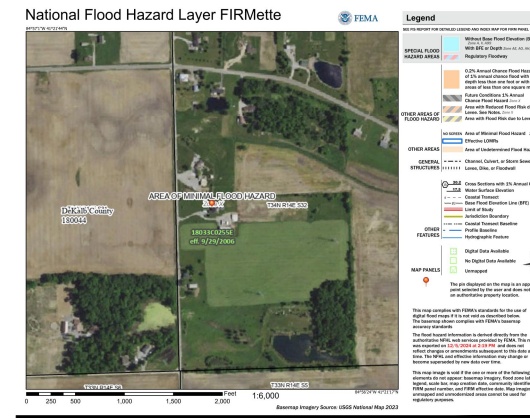 National Flood Hazard Layer FIRMette
FEMA
Legend
SEE FIS REPORT FOR DETAILED LEGEND AND INDEX MAP FOR FIRM PANEL
SPECIAL FLOOD
HAZARD AREAS
Without Base Flood Elevation
With BFE or Depth
Regulatory Floodway
0.2% Annual Chance Flood
of 1% annual chance flood with
depth less than one foot or with
areas of less than one square
Future Conditions 1% Annual
Chance Flood Hazard Zone X
Area with Reduced Flood Risk
Levee. See Notes. Zone X
Area with Flood Risk due to
OTHER AREAS OF
FLOOD HAZARD
NO SCREEN Area of Minimal Flood Hazard
Effective LOMRs
OTHER AREAS
Area of Undetermined Flood
GENERAL
STRUCTURES
Channel, Culvert, or Storm
Levee, Dike, or Floodwall
Cross Sections with 1% Annual
Water Surface Elevation
Coastal Transect
Base Flood Elevation Line (BFE)
Limit of Study
Jurisdiction Boundary
Coastal Transect Baseline
OTHER
FEATURES
Profile Baseline
Hydrographic Feature
Digital Data Available
No Digital Data Available
Unmapped
MAP PANELS
The pin displayed on the map is an
point selected by the user and does not
an authoritative property location.
This map complies with FEMA's standards for the use of
digital flood maps if it is not void as described below.
The basemap shown complies with FEMA's basemap
accuracy standards
The flood hazard information is derived directly from the
authoritative NFHL web services provided by FEMA. This
was exported on 12/5/2024 at 2:19 PM and does not
reflect changes or amendments subsequent to this date
time. The NFHL and effective information may change or
become superseded by new data over time.
This map image is void if the one or more of the following
elements do not appear: basemap imagery, flood zone
legend, scale bar, map creation date, community
FIRM panel number, and FIRM effective date. Map
unmapped and unmodernized areas cannot be used for
regulatory purposes.
AREA OF MINIMAL FLOOD HAZARD
T34N R14E S32
DeKalb County
180044
18033C0255E
eff. 9/29/2006
T33N R14E S5
0 250 500 1,000 1,500 2,000 Feet 1:6,000
Basemap Imagery Source: USGS National Map 2023